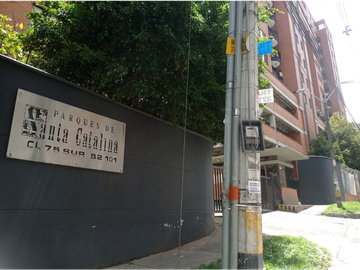 PARQUES DE
Santa Catalina
CL 75 SUR 52 101